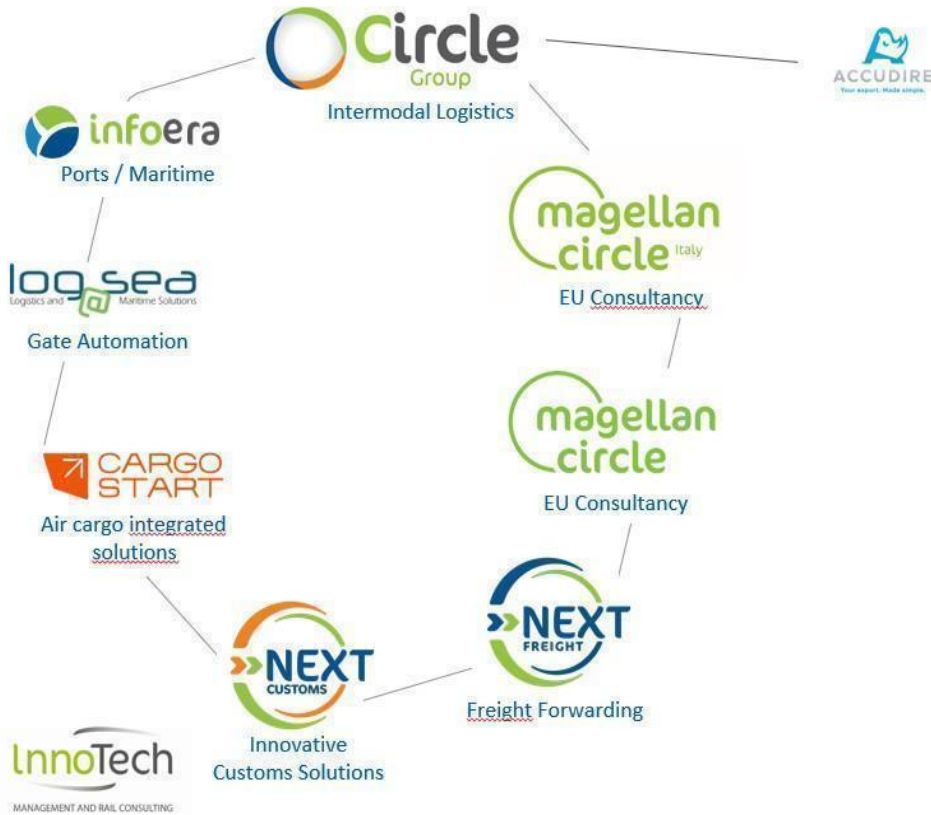 Circle
Group
Intermodal Logistics
ACCUDIRE
Your export. Made simple.
infoera
Ports / Maritime
magellan
circle Italy
EU Consultancy
log@sea
Logistics and Maritime Solutions
Gate Automation
magellan
circle
EU Consultancy
CARGO
START
Air cargo integrated
solutions
NEXT
FREIGHT
Freight Forwarding
NEXT
CUSTOMS
Innovative
Customs Solutions
InnoTech
MANAGEMENT AND RAIL CONSULTING